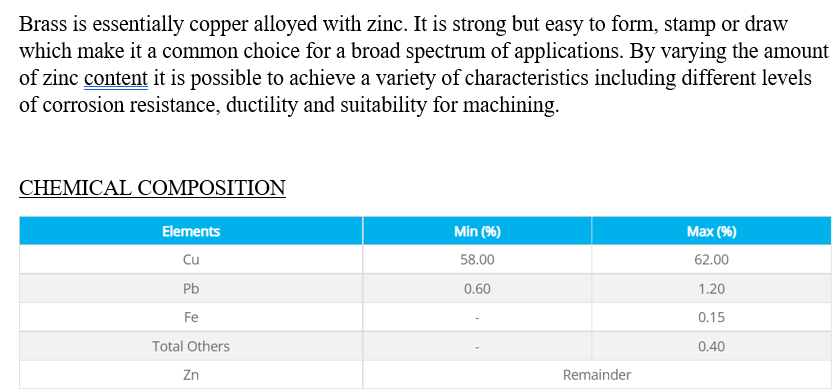 Brass is essentially copper alloyed with zinc. It is strong but easy to form, stamp or draw
which make it a common choice for a broad spectrum of applications. By varying the amount
of zinc content it is possible to achieve a variety of characteristics including different levels
of corrosion resistance, ductility and suitability for machining.
CHEMICAL COMPOSITION
Elements Min (%) Max (%)
Cu 58.00 62.00
Pb 0.60 1.20
Fe - 0.15
Total Others - 0.40
Zn Remainder